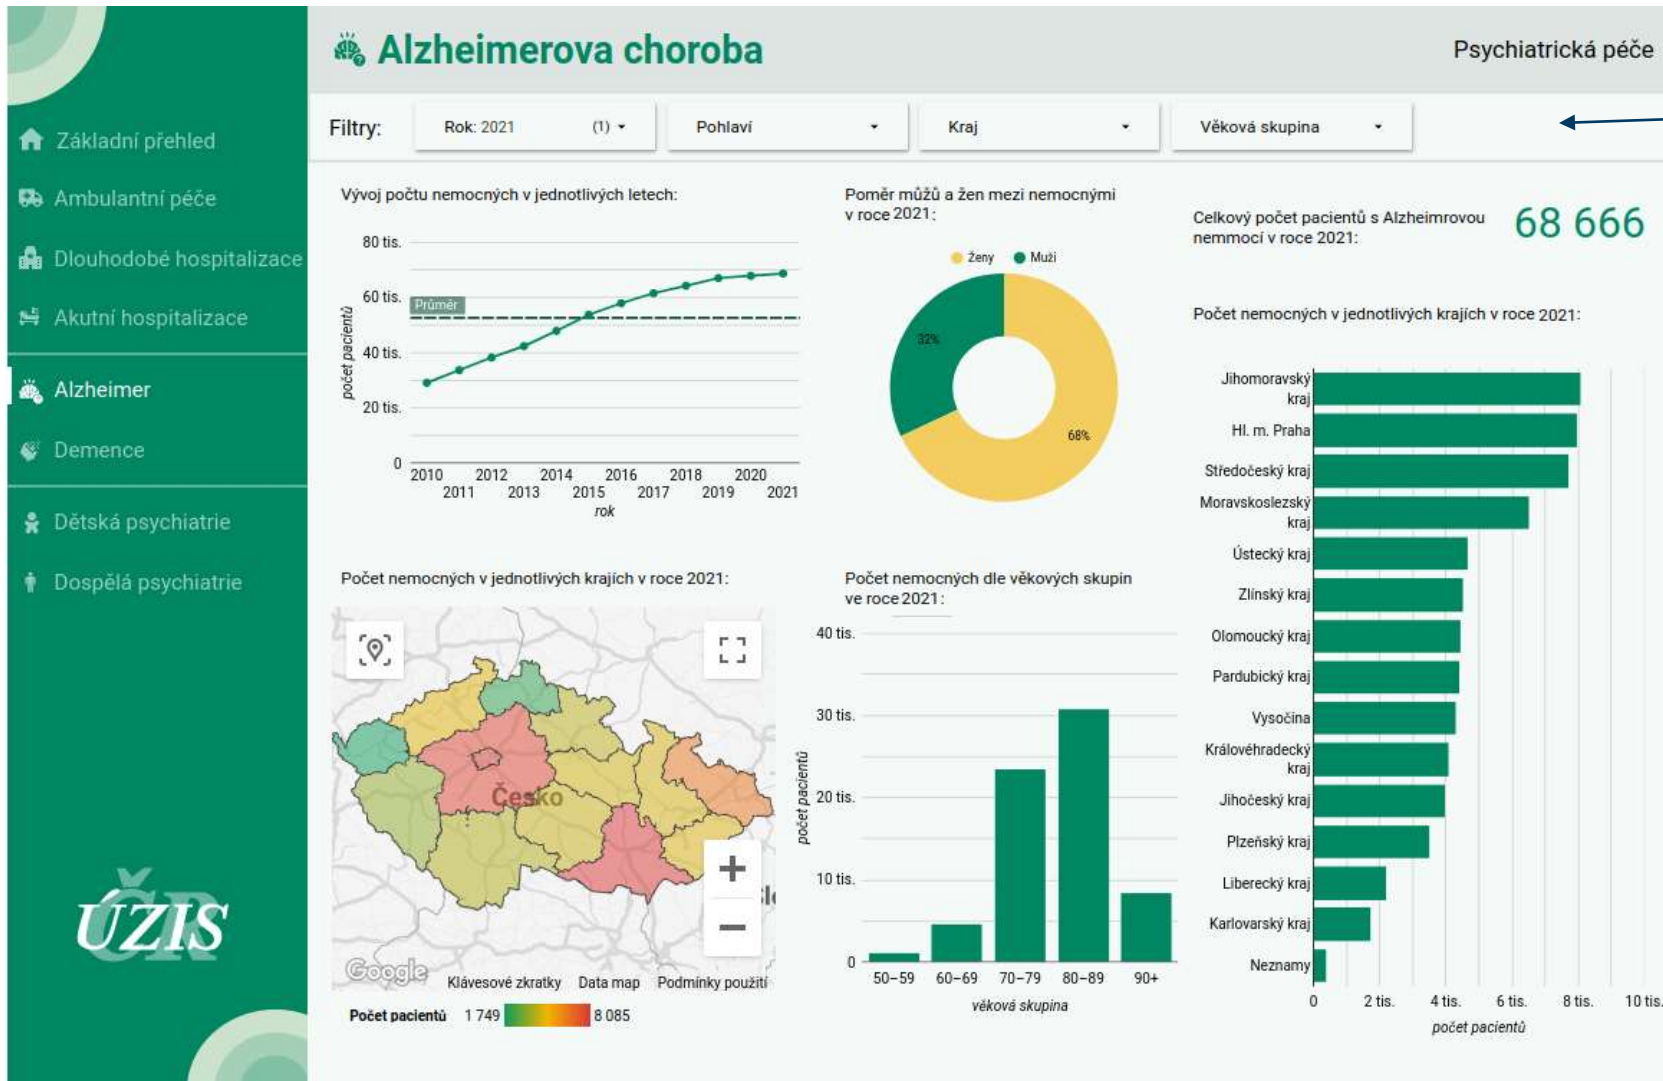 Alzheimerova choroba
Psychiatrická péče
Filtry:
Rok: 2021 (1)
Pohlaví
Kraj
Věková skupina
Základní přehled
Ambulantní péče
Dlouhodobé hospitalizace
Akutní hospitalizace
Alzheimer
Demence
Dětská psychiatrie
Dospělá psychiatrie
ČR
ÚZIS
Vývoj počtu nemocných v jednotlivých letech:
80 tis.
60 tis.
40 tis.
20 tis.
0
počet pacientů
Průměr
2010 2012 2014 2016 2018 2020
2011 2013 2015 2017 2019 2021
rok
Poměr můžů a žen mezi nemocnými
v roce 2021:
Ženy Muži
32%
68%
Celkový počet pacientů s Alzheimrovou
nemmocí v roce 2021:
68 666
Počet nemocných v jednotlivých krajích v roce 2021:
Česko
Google
Klávesové zkratky Data map Podmínky použití
Počet pacientů 1 749 8 085
Počet nemocných dle věkových skupin
ve roce 2021:
40 tis.
30 tis.
20 tis.
10 tis.
0
počet pacientů
50–59 60–69 70–79 80–89 90+
věková skupina
Počet nemocných v jednotlivých krajích v roce 2021:
Jihomoravský
kraj
Hl. m. Praha
Středočeský kraj
Moravskoslezský
kraj
Ústecký kraj
Zlínský kraj
Olomoucký kraj
Pardubický kraj
Vysočina
Královéhradecký
kraj
Jihočeský kraj
Plzeňský kraj
Liberecký kraj
Karlovarský kraj
Neznamy
0 2 tis. 4 tis. 6 tis. 8 tis. 10 tis.
počet pacientů